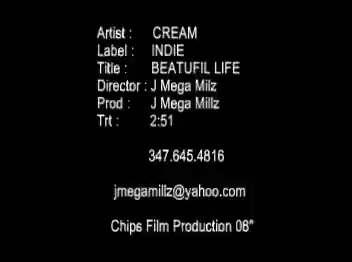 Artist : CREAM
Label : INDIE
Title : BEATUFIL LIFE
Director : J Mega Milz
Prod : J Mega Millz
Trt : 2:51
347.645.4816
jmegamillz@yahoo.com
Chips Film Production 08"